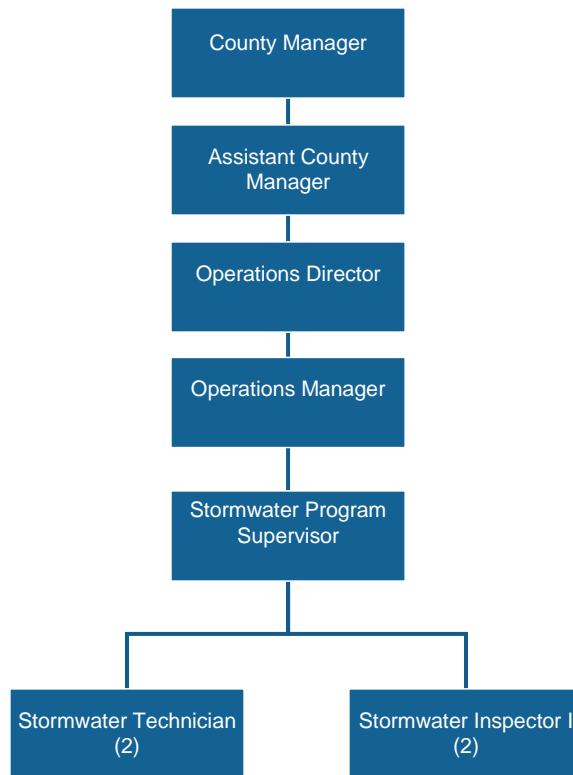 County Manager
Assistant County
Manager
Operations Director
Operations Manager
Stormwater Program
Supervisor
Stormwater Technician
(2)
Stormwater Inspector I
(2)